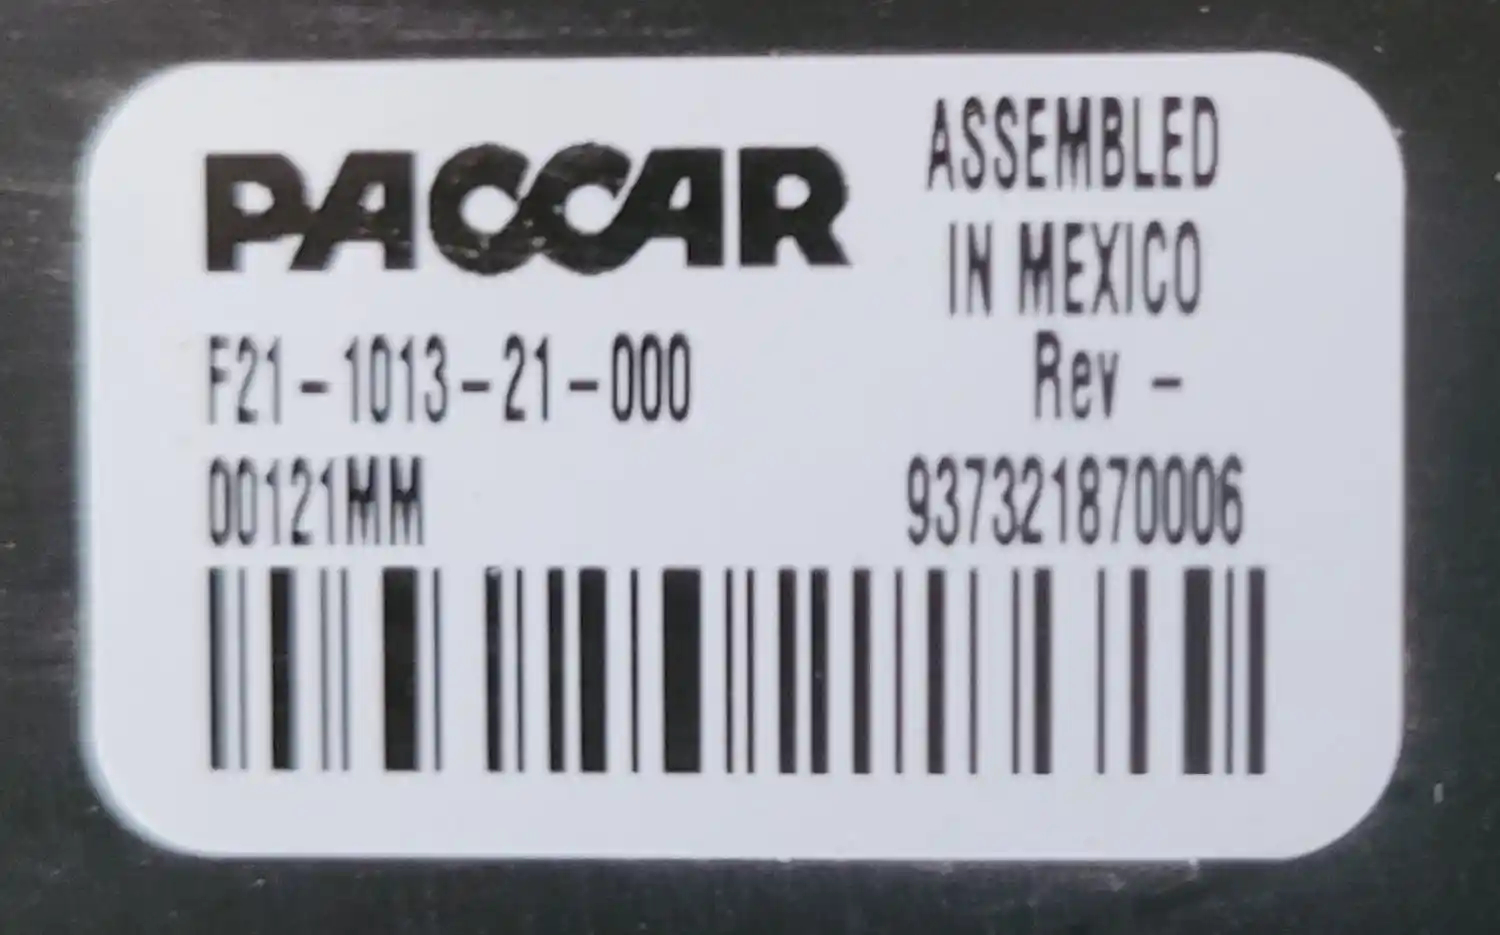 PACCAR
ASSEMBLED
IN MEXICO
Rev -
F21-1013-21-000
00121MM
937321870006